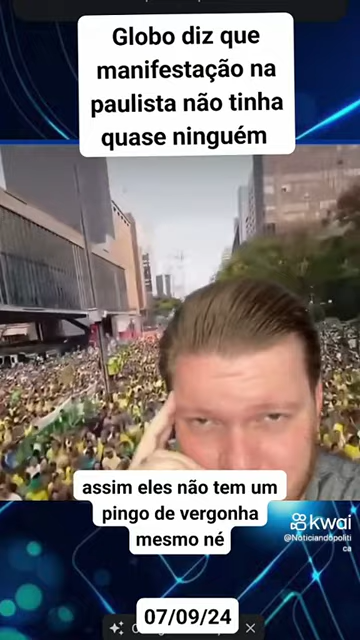 Globo diz que
manifestação na
paulista não tinha
quase ninguém
assim eles não tem um
pingo de vergonha
mesmo né
kwai
@Noticiandopoliti
ca
07/09/24